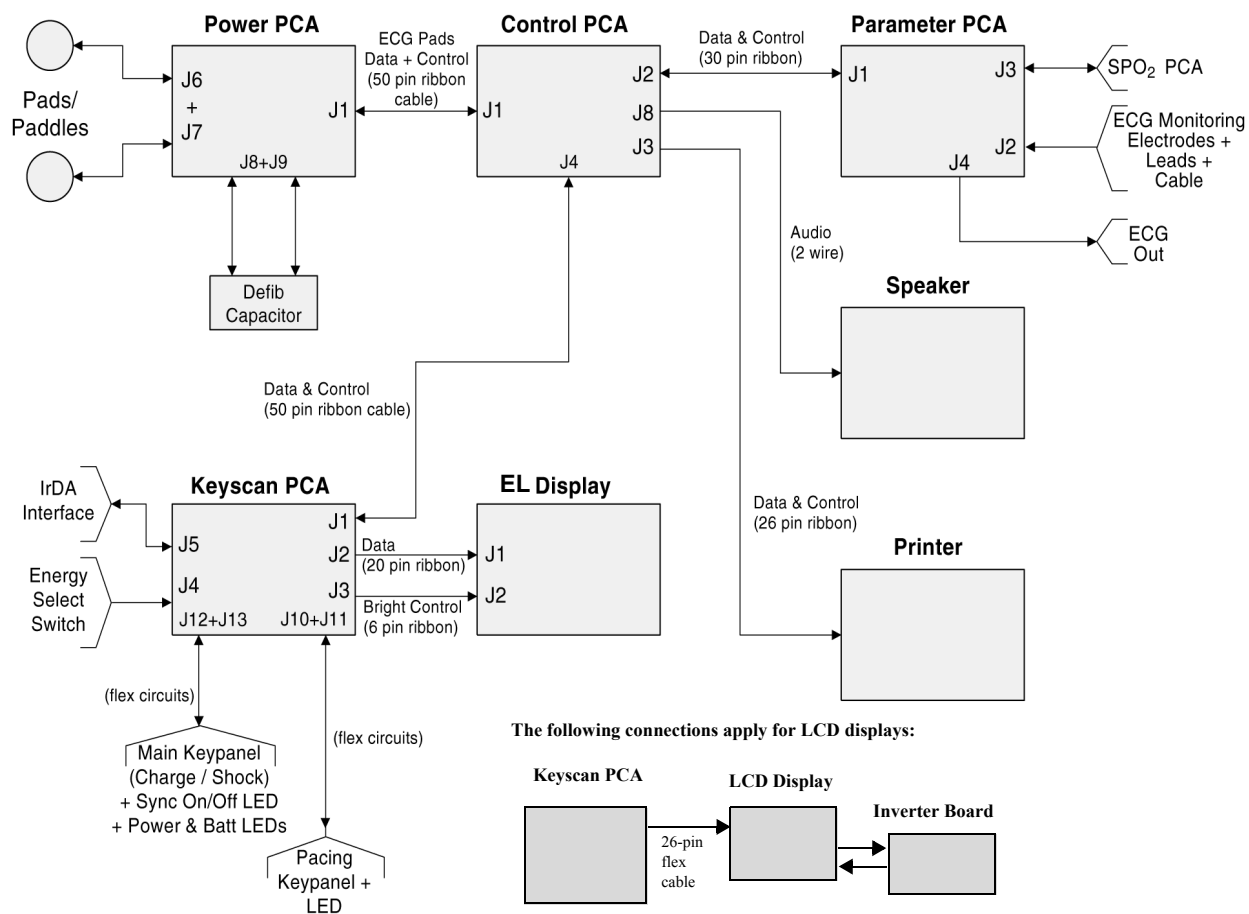 Power PCA
Control PCA
Parameter PCA
Pads/
Paddles
J6
+
J7
J1
J8+J9
ECG Pads
Data + Control
(50 pin ribbon
cable)
J1
J2
J8
J3
J4
Data & Control
(30 pin ribbon)
J1
J3
J2
J4
SPO2 PCA
ECG Monitoring
Electrodes +
Leads +
Cable
ECG
Out
Defib
Capacitor
Audio
(2 wire)
Speaker
Data & Control
(50 pin ribbon cable)
Keyscan PCA
EL Display
IrDA
Interface
Energy
Select
Switch
J5
J4
J12+J13
J10+J11
J1
J2
J3
Data
(20 pin ribbon)
Bright Control
(6 pin ribbon)
J1
J2
Data & Control
(26 pin ribbon)
Printer
(flex circuits)
(flex circuits)
Main Keypanel
(Charge / Shock)
+ Sync On/Off LED
+ Power & Batt LEDs
Pacing
Keypanel +
LED
The following connections apply for LCD displays:
Keyscan PCA
LCD Display
Inverter Board
26-pin
flex
cable